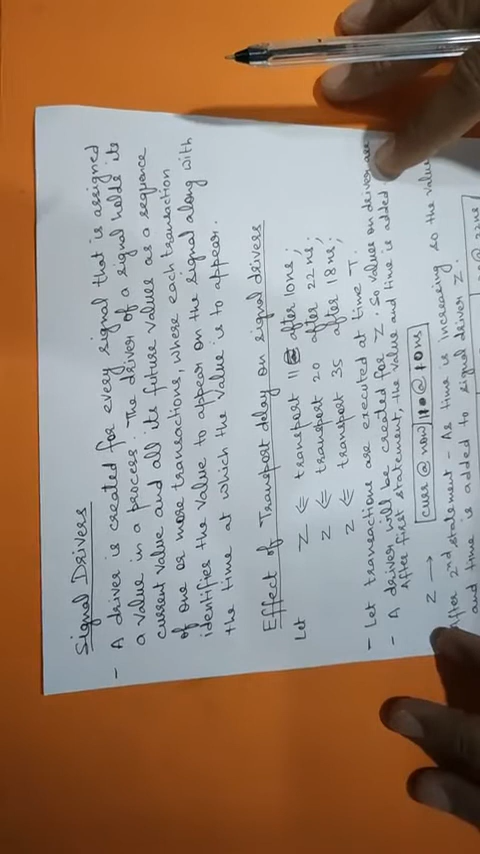 Signal Drivers
- A driver is created for every signal that is assigned
a value in a process. The driver of a signal holds its
current value and all its future values as a sequence
of one or more transactions, where each transaction
identifies the value to appear on the signal along with
the time at which the value is to appear.
Effect of Transport delay on signal drivers
Let Z <= transport 11 after 10ns;
Z <= transport 20 after 22ns;
Z <= transport 35 after 18ns;
- Let transactions are executed at time T.
- A driver will be created for Z. So values on driver are
After first statement, the value and time is added.
Z → curr @ now 11 @ 10ns
After 2nd statement - As time is increasing so the value
and time is added to signal driver Z.
@ 22ns